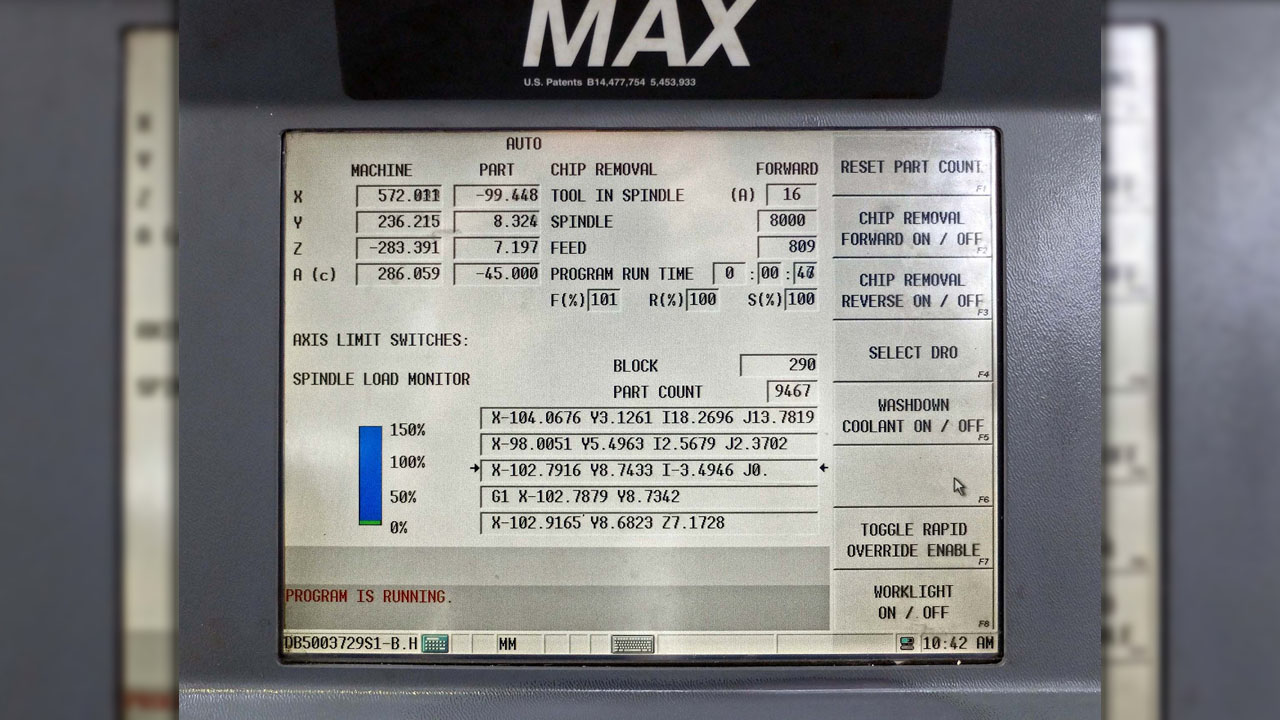 MAX
U.S. Patents B14,477,754 5,453,933
AUTO
MACHINE PART CHIP REMOVAL FORWARD
X -99.448 TOOL IN SPINDLE (A) 16
Y 236.215 8.324 SPINDLE 8000
Z -283.391 7.197 FEED 809
A (c) 286.059 -45.000 PROGRAM RUN TIME 0 :00 :
F(%) 101 R(%) 100 S(%) 100
AXIS LIMIT SWITCHES:
BLOCK 290
SPINDLE LOAD MONITOR
PART COUNT 9467
150%
100%
50%
0%
X-104.0676 Y3.1261 I18.2696 J13.7819
X-98.0051 Y5.4963 I2.5679 J2.3702
X-102.7916 Y8.7433 I-3.4946 J0.
G1 X-102.7879 Y8.7342
X-102.9165 Y8.6823 Z7.1728
PROGRAM IS RUNNING.
DB5003729S1-B.H MM 10:42 AM
RESET PART COUNT
F1
CHIP REMOVAL
FORWARD ON / OFF
F2
CHIP REMOVAL
REVERSE ON / OFF
F3
SELECT DRO
F4
WASHDOWN
COOLANT ON / OFF
F5
F6
TOGGLE RAPID
OVERRIDE ENABLE
F7
WORKLIGHT
ON / OFF
F8